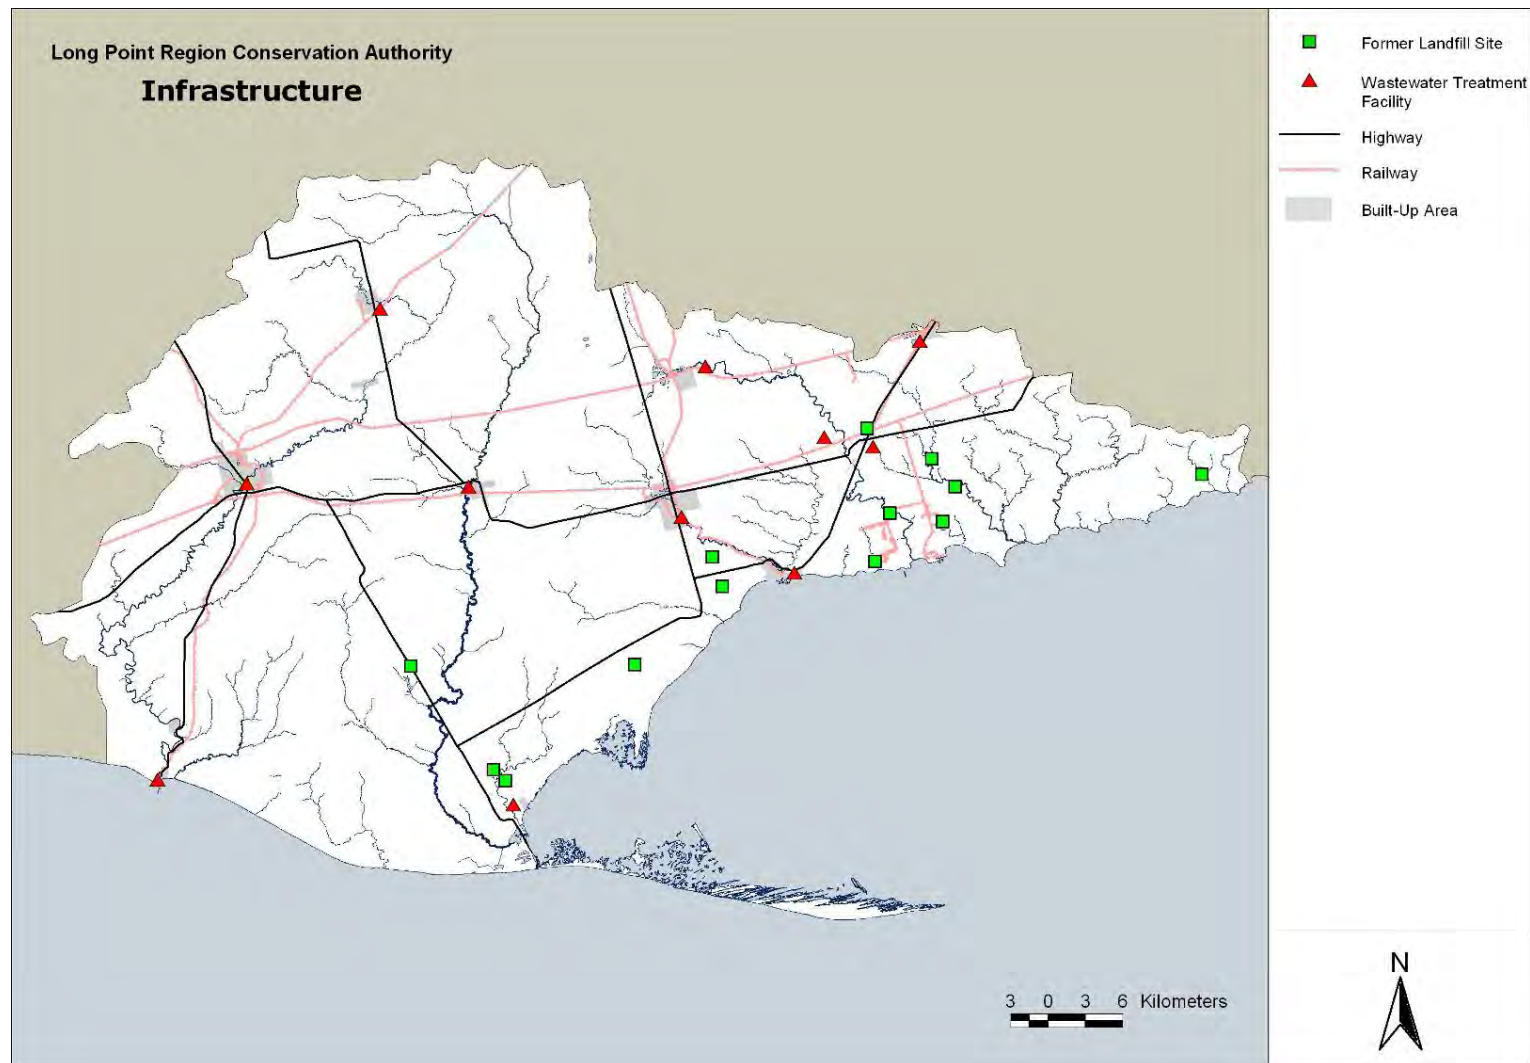 Long Point Region Conservation Authority
Infrastructure
Former Landfill Site
Wastewater Treatment
Facility
Highway
Railway
Built-Up Area
N
3 0 3 6 Kilometers